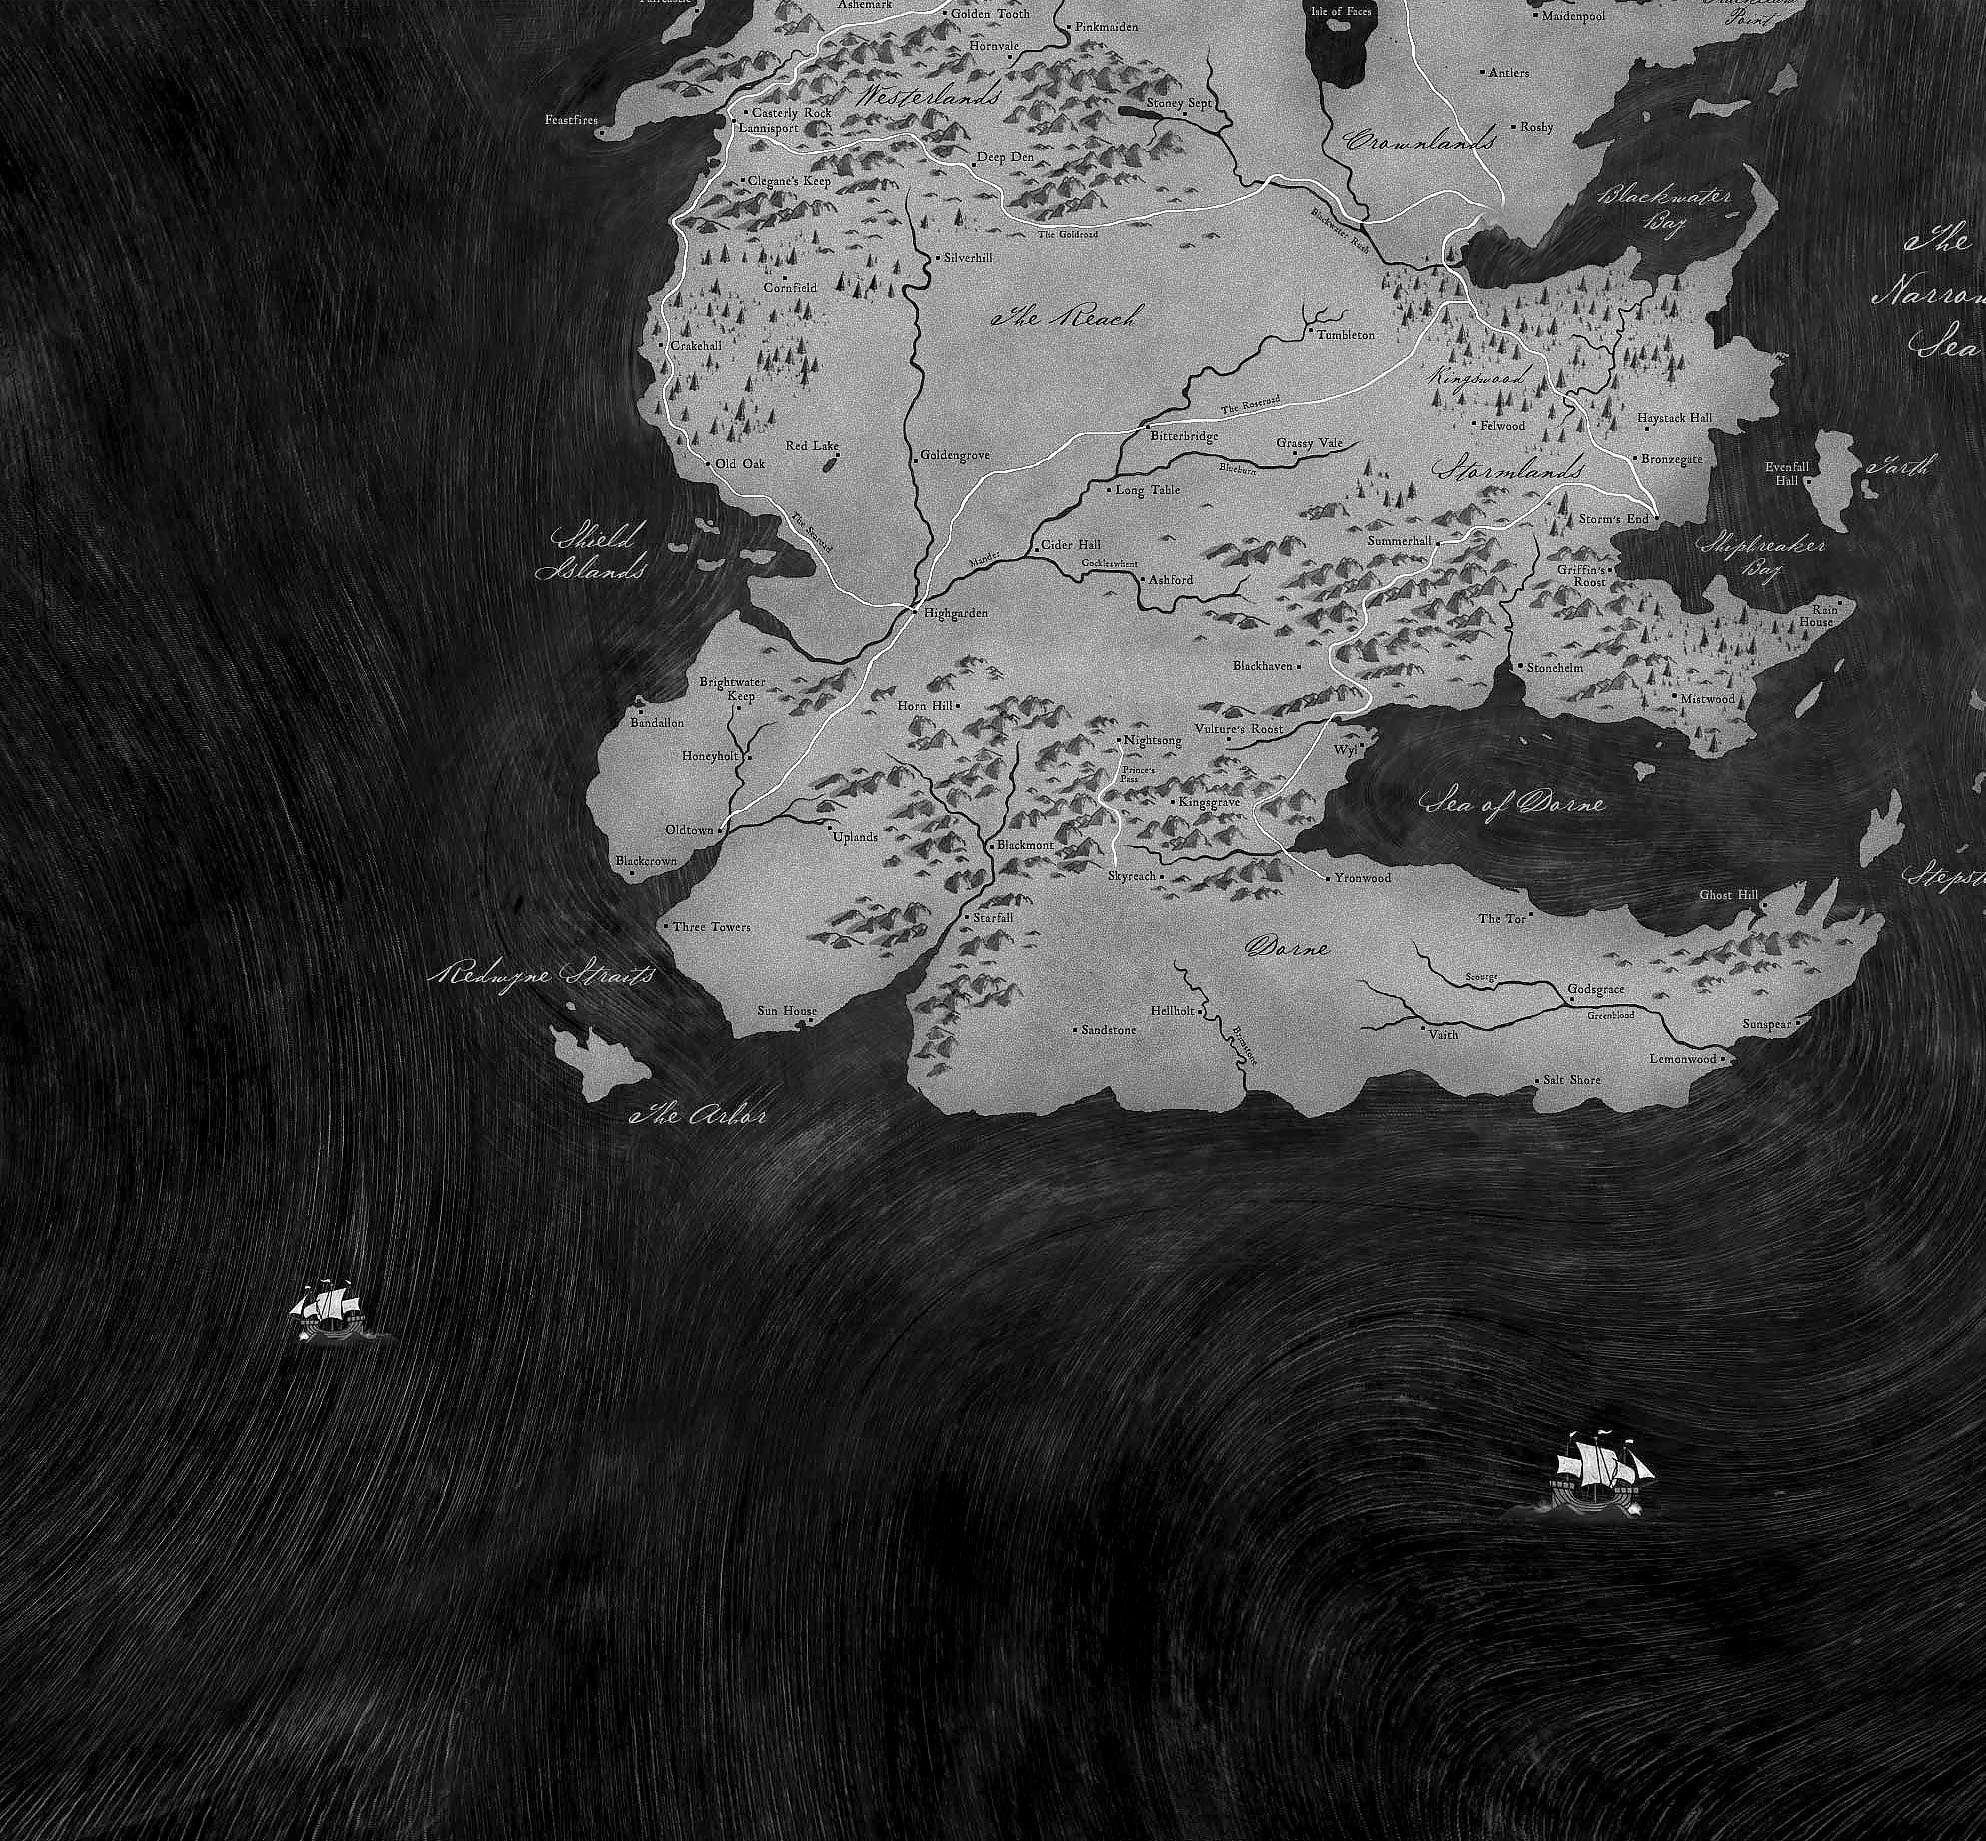 Ashemark
Golden Tooth
Isle of Faces
Maidenpool
Point
Pinkmaiden
Hornvale
Antlers
Westerlands
Stoney Sept
Casterly Rock
Feastfires
Lannisport
Rosby
Crownlands
Deep Den
Clegane's Keep
Blackwater
Bay
Blackwater Rush
The Goldroad
The
Narrow
Sea
Silverhill
Cornfield
The Reach
Tumbleton
Crakehall
Kingswood
The Roseroad
Haystack Hall
Felwood
Bitterbridge
Grassy Vale
Red Lake
Goldengrove
Old Oak
Blueburn
Stormlands
Bronzegate
Evenfall
Hall
Tarth
Long Table
The Searoad
Storm's End
Shield
Islands
Summerhall
Cider Hall
Mander
Cockleswhent
Shipbreaker
Bay
Griffin's
Roost
Ashford
Highgarden
Rain
House
Blackhaven
Stonehelm
Brightwater
Keep
Horn Hill
Mistwood
Bandallon
Vulture's Roost
Nightsong
Wyl
Honeyholt
Prince's
Pass
Kingsgrave
Sea of Dorne
Oldtown
Uplands
Blackmont
Blackcrown
Skyreach
Yronwood
Ghost Hill
Starfall
The Tor
Three Towers
Dorne
Redwyne Straits
Scourge
Godsgrace
Sun House
Hellholt
Greenblood
Sandstone
Brimstone
Vaith
Sunspear
Lemonwood
Salt Shore
The Arbor